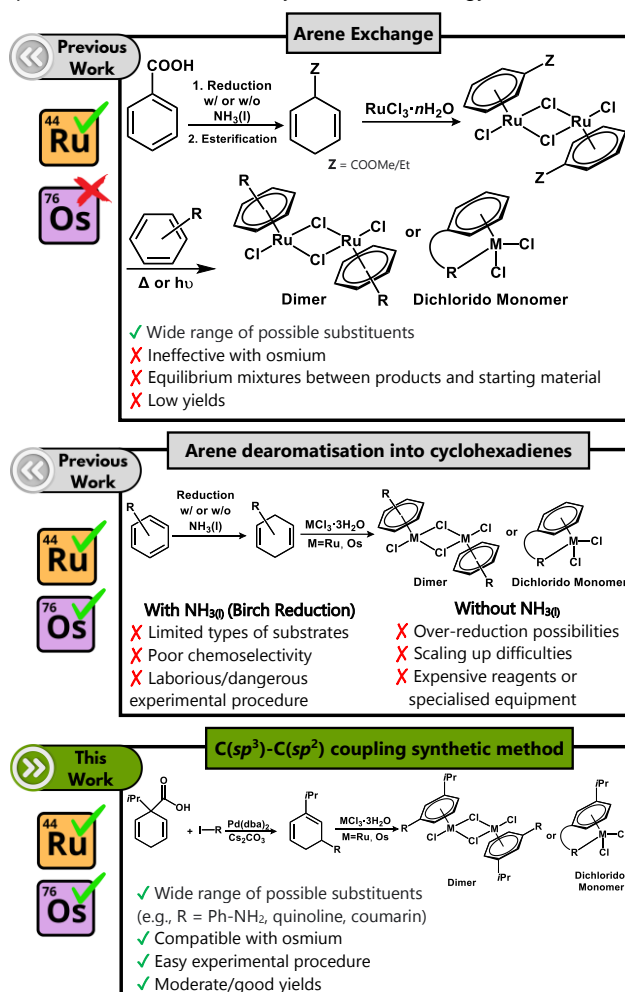 Arene Exchange
Previous
Work
44
Ru
76
Os
COOH
1. Reduction
w/ or w/o
NH3(l)
2. Esterification
Z
Z = COOMe/Et
RuCl3·nH2O
Z
Cl
Cl
Ru
Ru
Cl
Cl
Z
R
Δ or hυ
R
Cl
Cl
Ru
Ru
Cl
Cl
R
Dimer
or
M
Cl
R
Cl
Dichlorido Monomer
✓ Wide range of possible substituents
✗ Ineffective with osmium
✗ Equilibrium mixtures between products and starting material
✗ Low yields
Arene dearomatisation into cyclohexadienes
Previous
Work
44
Ru
76
Os
R
Reduction
w/ or w/o
NH3(l)
R
MCl3·3H2O
M=Ru, Os
R
Cl
Cl
M
M
Cl
Cl
R
Dimer
or
M
Cl
R
Cl
Dichlorido Monomer
With NH3(l) (Birch Reduction)
✗ Limited types of substrates
✗ Poor chemoselectivity
✗ Laborious/dangerous
experimental procedure
Without NH3(l)
✗ Over-reduction possibilities
✗ Scaling up difficulties
✗ Expensive reagents or
specialised equipment
C(sp3)-C(sp2) coupling synthetic method
This
Work
44
Ru
76
Os
iPr
O
OH
+ I—R
Pd(dba)2
Cs2CO3
iPr
R
MCl3·3H2O
M=Ru, Os
iPr
R
Cl
Cl
M
M
Cl
Cl
R
iPr
Dimer
or
iPr
M
Cl
R
Cl
Dichlorido
Monomer
✓ Wide range of possible substituents
(e.g., R = Ph-NH2, quinoline, coumarin)
✓ Compatible with osmium
✓ Easy experimental procedure
✓ Moderate/good yields